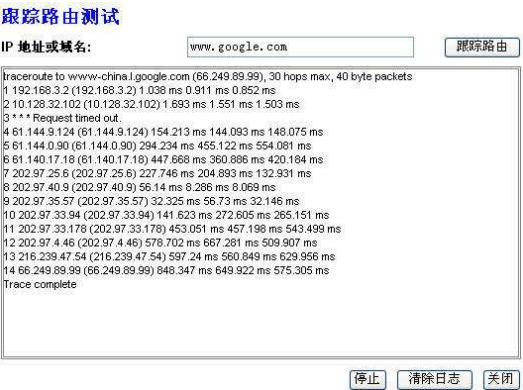 跟踪路由测试
IP 地址或域名: www.google.com 跟踪路由
traceroute to wwww-china.l.google.com (66.249.89.99), 30 hops max, 40 byte packets
1 192.168.3.2 (192.168.3.2) 1.038 ms 0.911 ms 0.852 ms
2 10.128.32.102 (10.128.32.102) 1.693 ms 1.551 ms 1.503 ms
3 * * * Request timed out.
4 61.144.9.124 (61.144.9.124) 154.213 ms 144.093 ms 148.075 ms
5 61.144.0.90 (61.144.0.90) 294.234 ms 455.122 ms 554.081 ms
6 61.140.17.18 (61.140.17.18) 447.668 ms 360.886 ms 420.184 ms
7 202.97.25.6 (202.97.25.6) 227.746 ms 204.893 ms 132.931 ms
8 202.97.40.9 (202.97.40.9) 56.14 ms 8.286 ms 8.069 ms
9 202.97.35.57 (202.97.35.57) 32.325 ms 56.73 ms 32.146 ms
10 202.97.33.94 (202.97.33.94) 141.623 ms 272.605 ms 265.151 ms
11 202.97.33.178 (202.97.33.178) 453.051 ms 457.198 ms 543.499 ms
12 202.97.4.46 (202.97.4.46) 578.702 ms 667.281 ms 509.907 ms
13 216.239.47.54 (216.239.47.54) 597.24 ms 560.849 ms 629.956 ms
14 66.249.89.99 (66.249.89.99) 848.347 ms 649.922 ms 575.305 ms
Trace complete
停止 清除日志 关闭